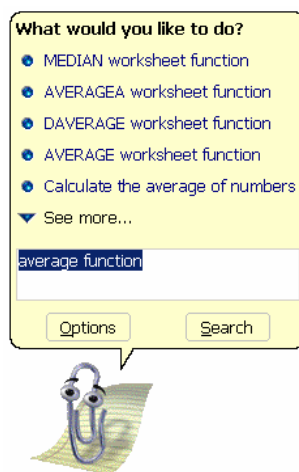 What would you like to do?
MEDIAN worksheet function
AVERAGEA worksheet function
DAVERAGE worksheet function
AVERAGE worksheet function
Calculate the average of numbers
See more...
average function
Options
Search